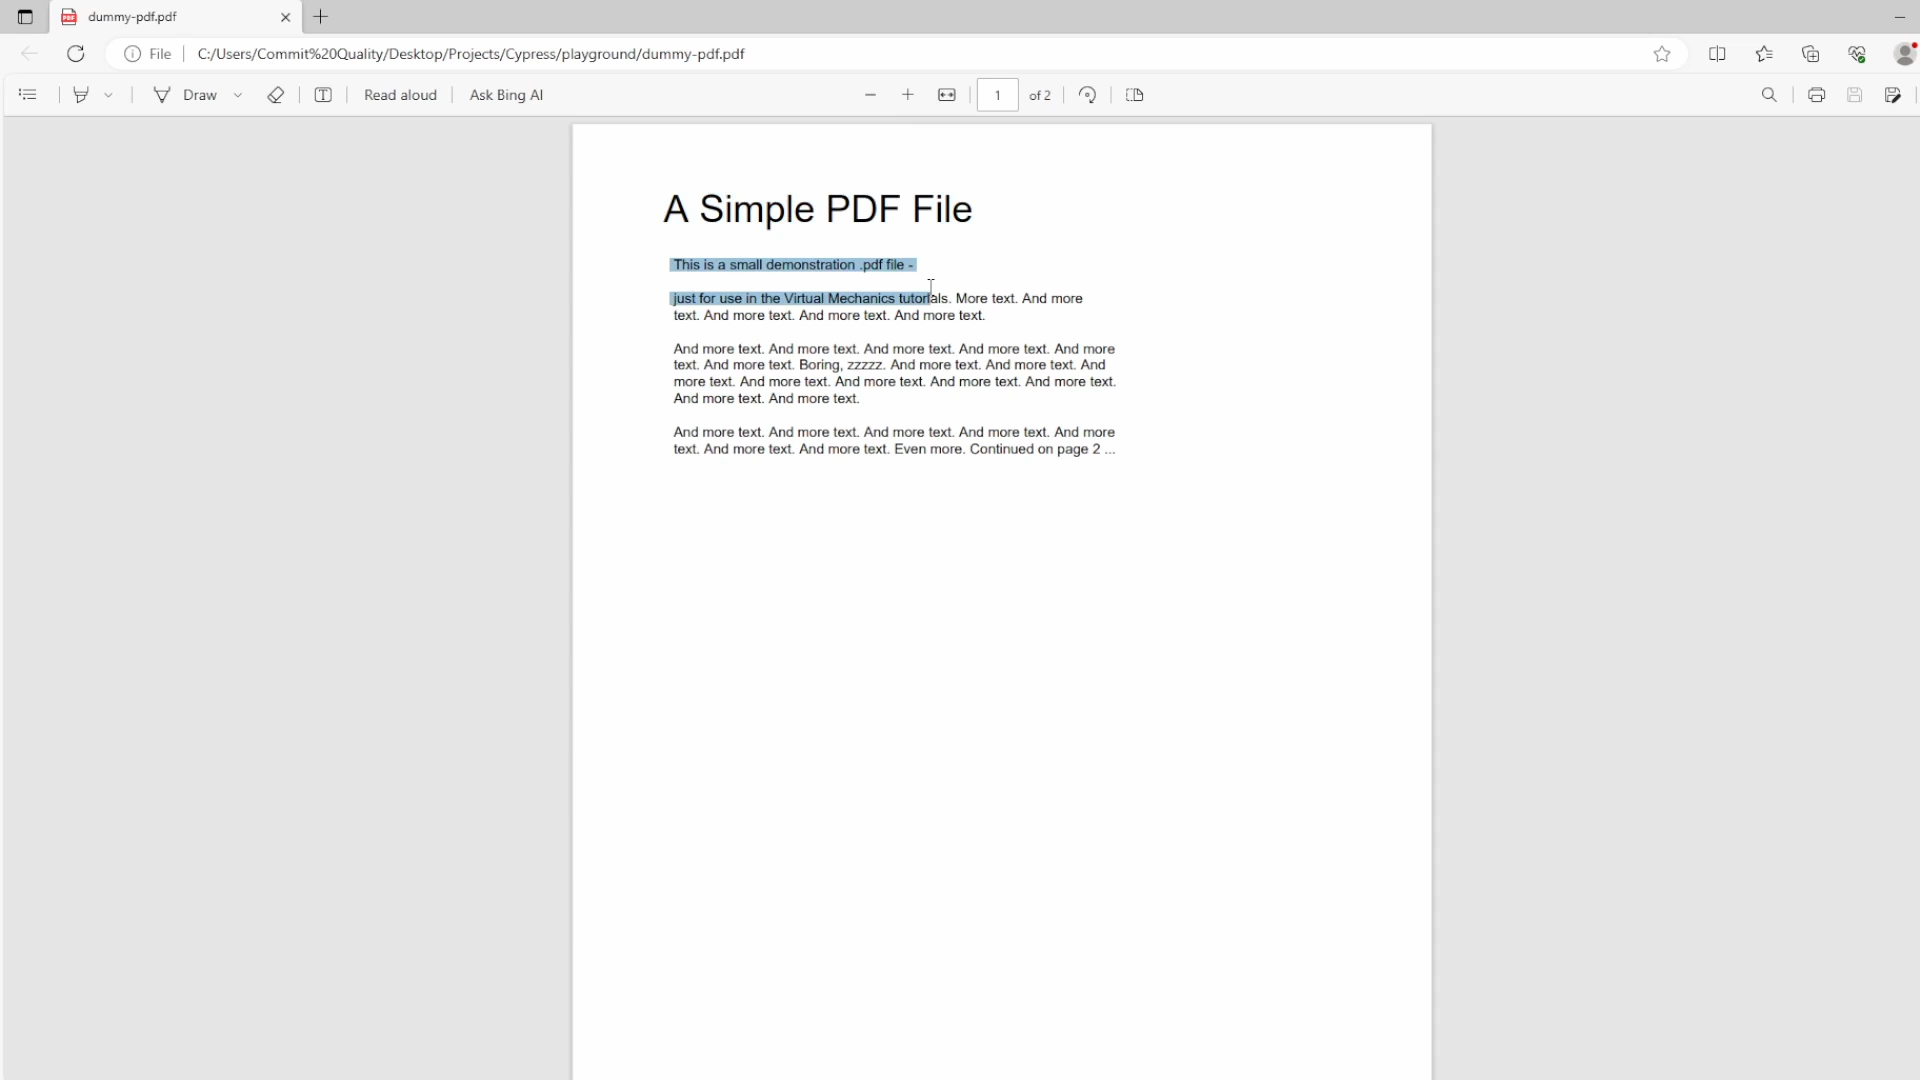 dummy-pdf.pdf
File
C:/Users/Commit%20Quality/Desktop/Projects/Cypress/playground/dummy-pdf.pdf
Draw
Read aloud
Ask Bing AI
1
of 2
A Simple PDF File
This is a small demonstration .pdf file -
just for use in the Virtual Mechanics tutorials. More text. And more
text. And more text. And more text. And more text.
And more text. And more text. And more text. And more text. And more
text. And more text. Boring, zzzzz. And more text. And more text. And
more text. And more text. And more text. And more text. And more text.
And more text. And more text.
And more text. And more text. And more text. And more text. And more
text. And more text. And more text. Even more. Continued on page 2 ...